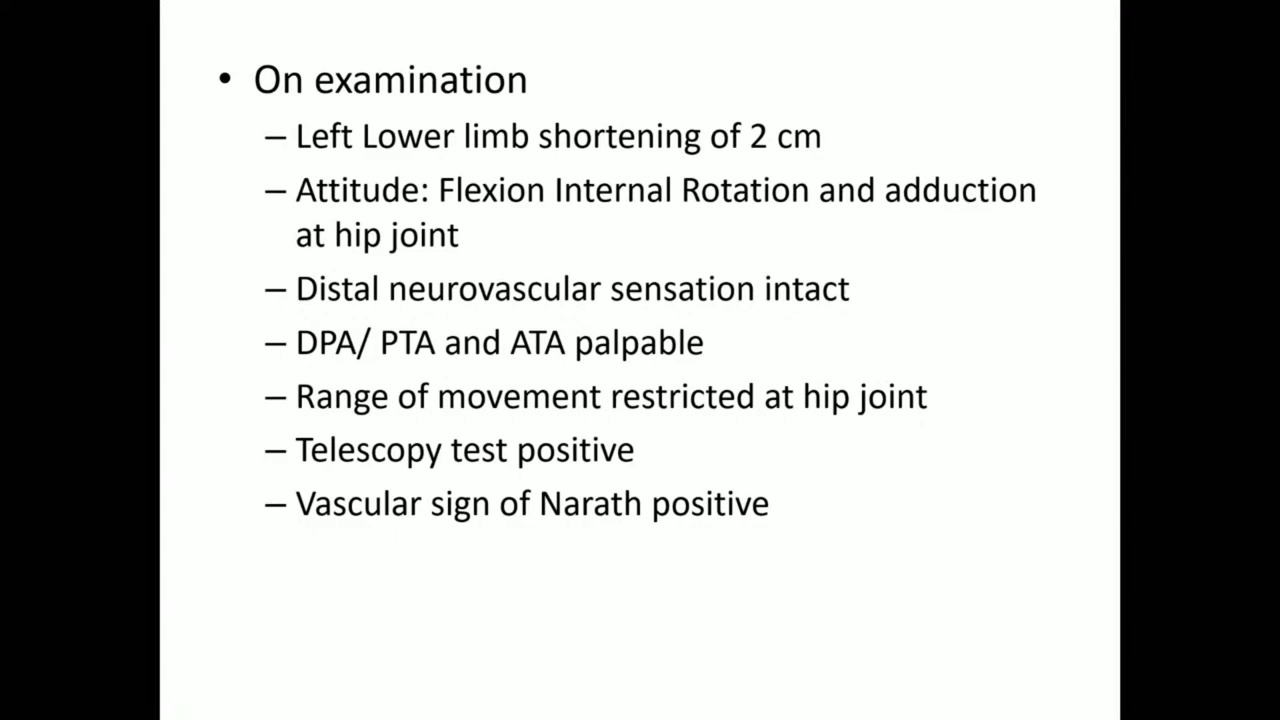 • On examination
– Left Lower limb shortening of 2 cm
– Attitude: Flexion Internal Rotation and adduction
at hip joint
– Distal neurovascular sensation intact
– DPA/ PTA and ATA palpable
– Range of movement restricted at hip joint
– Telescopy test positive
– Vascular sign of Narath positive